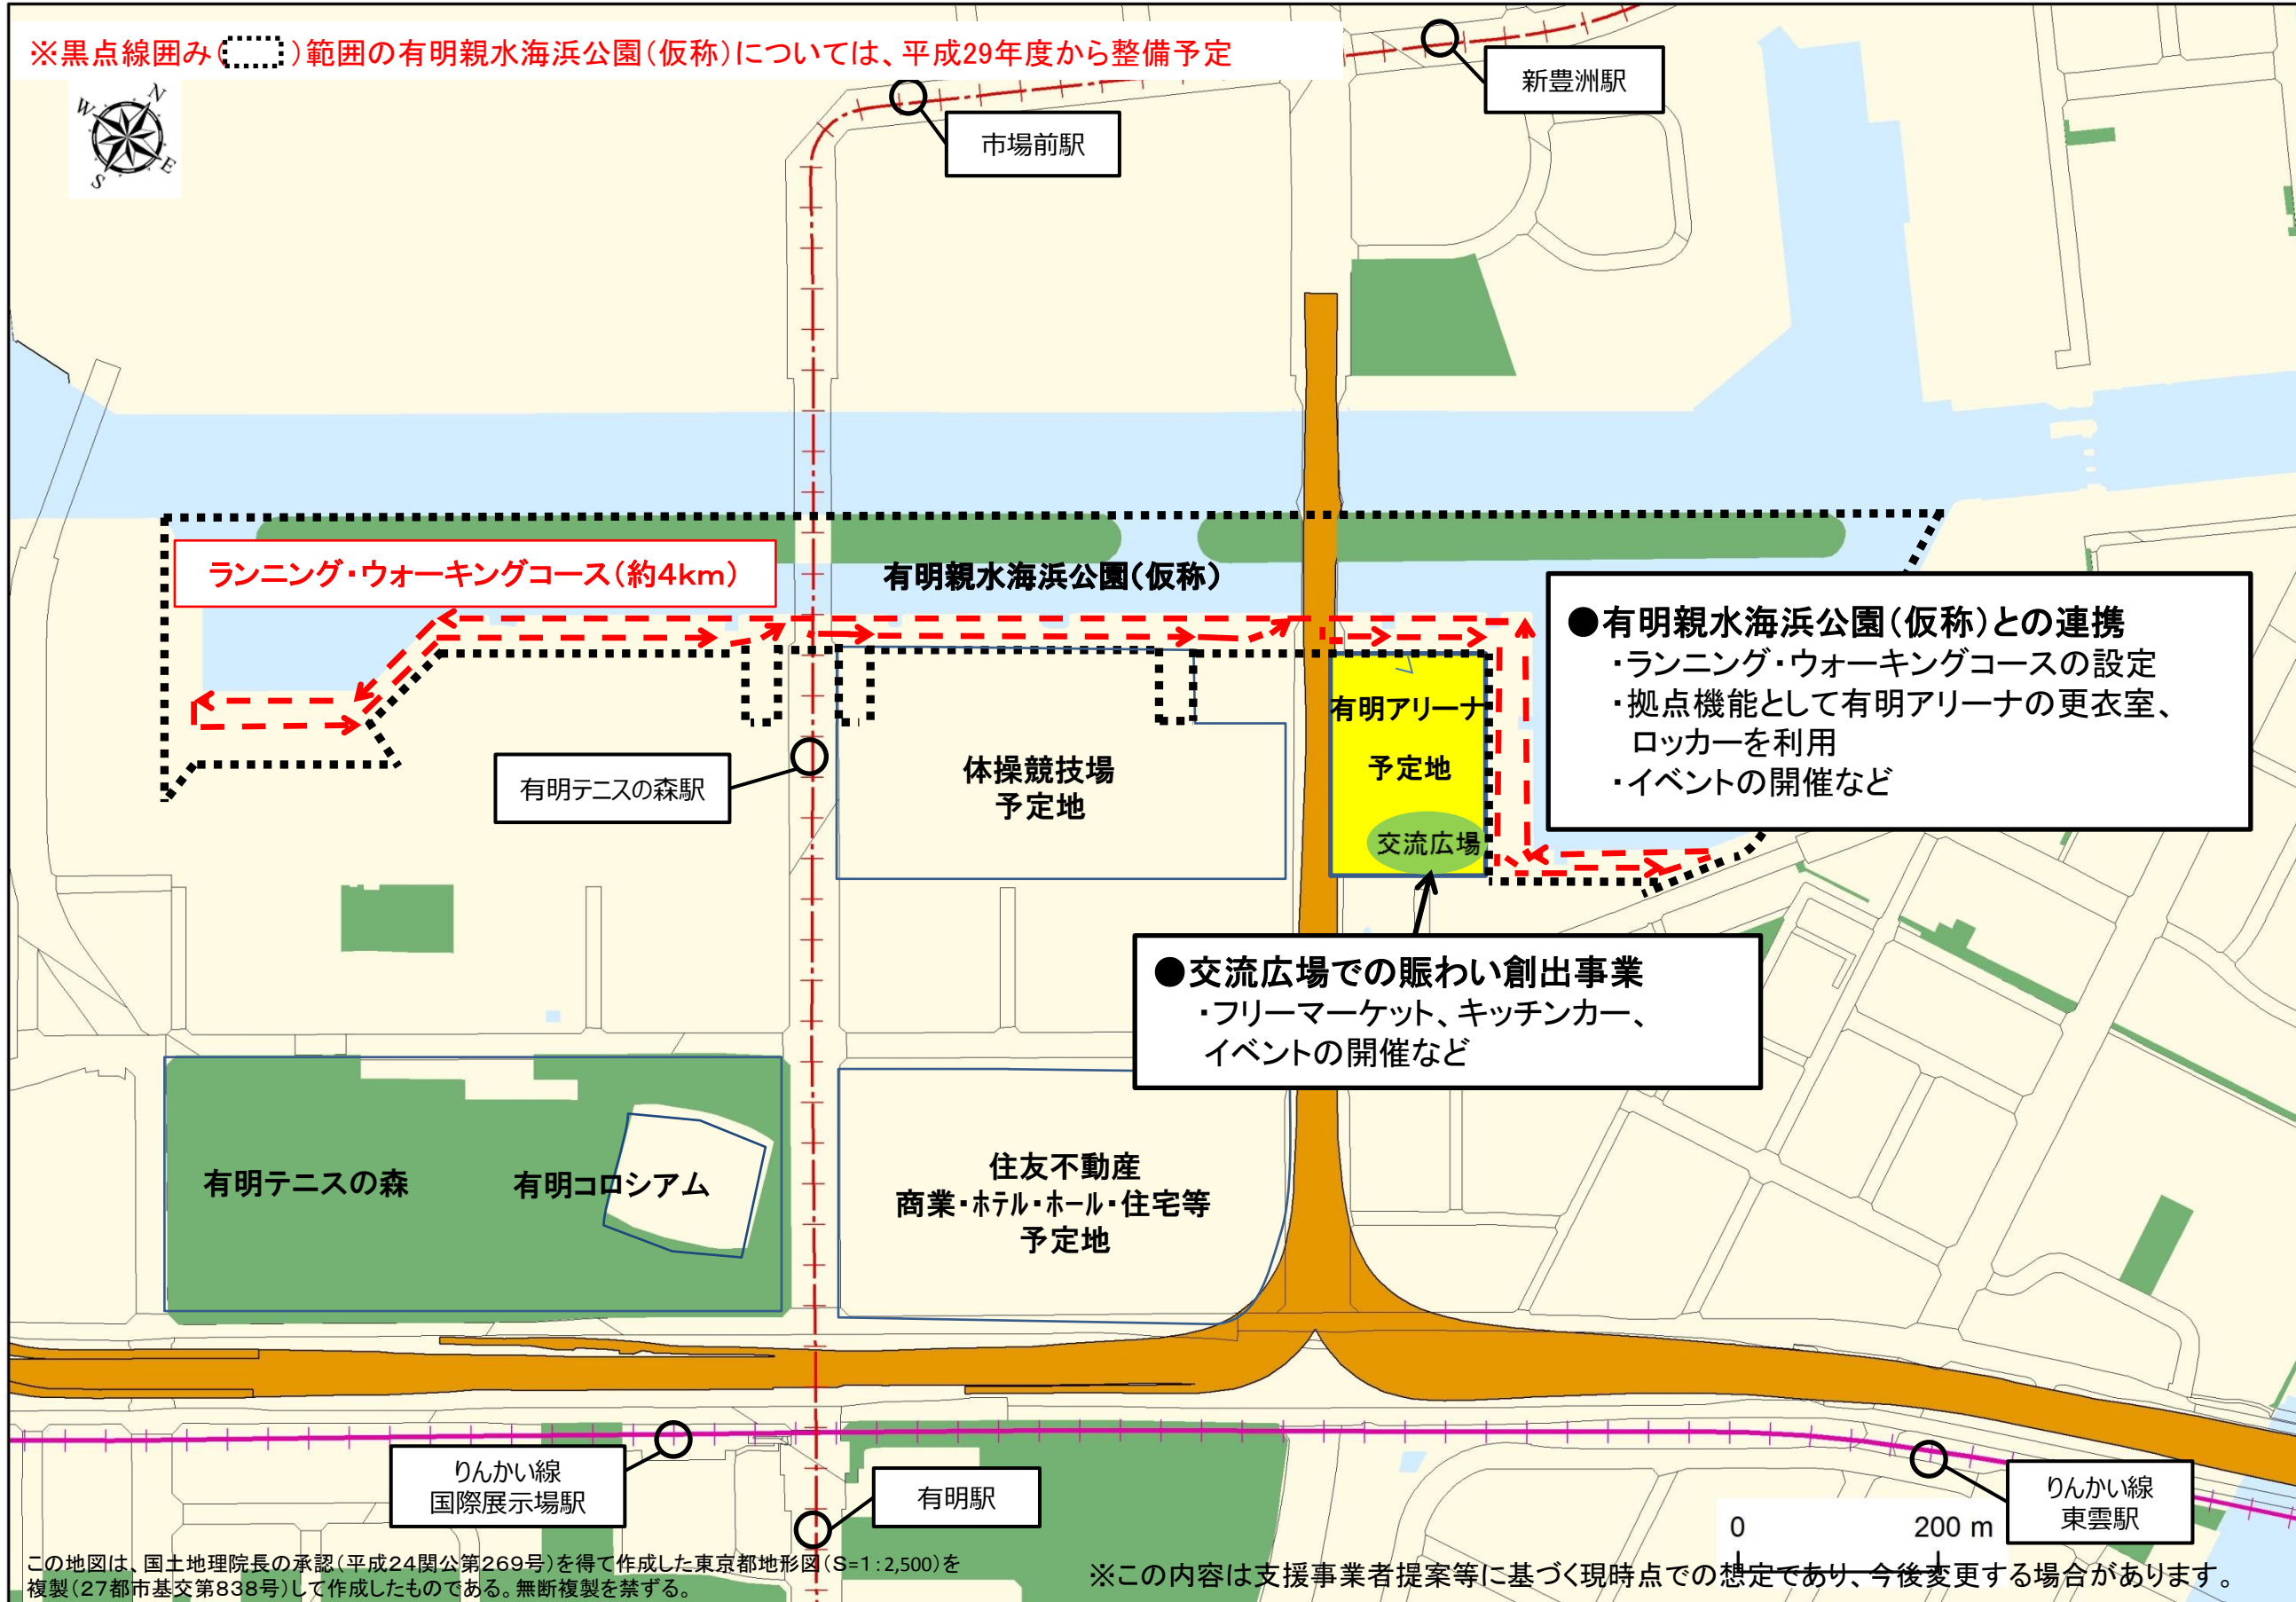 ※黒点線囲み( )範囲の有明親水海浜公園(仮称)については、平成29年度から整備予定
N
W
E
S
新豊洲駅
市場前駅
ランニング・ウォーキングコース(約4km)
有明親水海浜公園(仮称)
●有明親水海浜公園(仮称)との連携
・ランニング・ウォーキングコースの設定
・拠点機能として有明アリーナの更衣室、
ロッカーを利用
・イベントの開催など
有明アリーナ
予定地
交流広場
有明テニスの森駅
体操競技場
予定地
●交流広場での賑わい創出事業
・フリーマーケット、キッチンカー、
イベントの開催など
有明テニスの森
有明コロシアム
住友不動産
商業・ホテル・ホール・住宅等
予定地
りんかい線
国際展示場駅
有明駅
りんかい線
東雲駅
0 200 m
この地図は、国土地理院長の承認(平成24関公第269号)を得て作成した東京都地形図(S=1:2,500)を
複製(27都市基交第838号)して作成したものである。無断複製を禁ずる。
※この内容は支援事業者提案等に基づく現時点での想定であり、今後変更する場合があります。